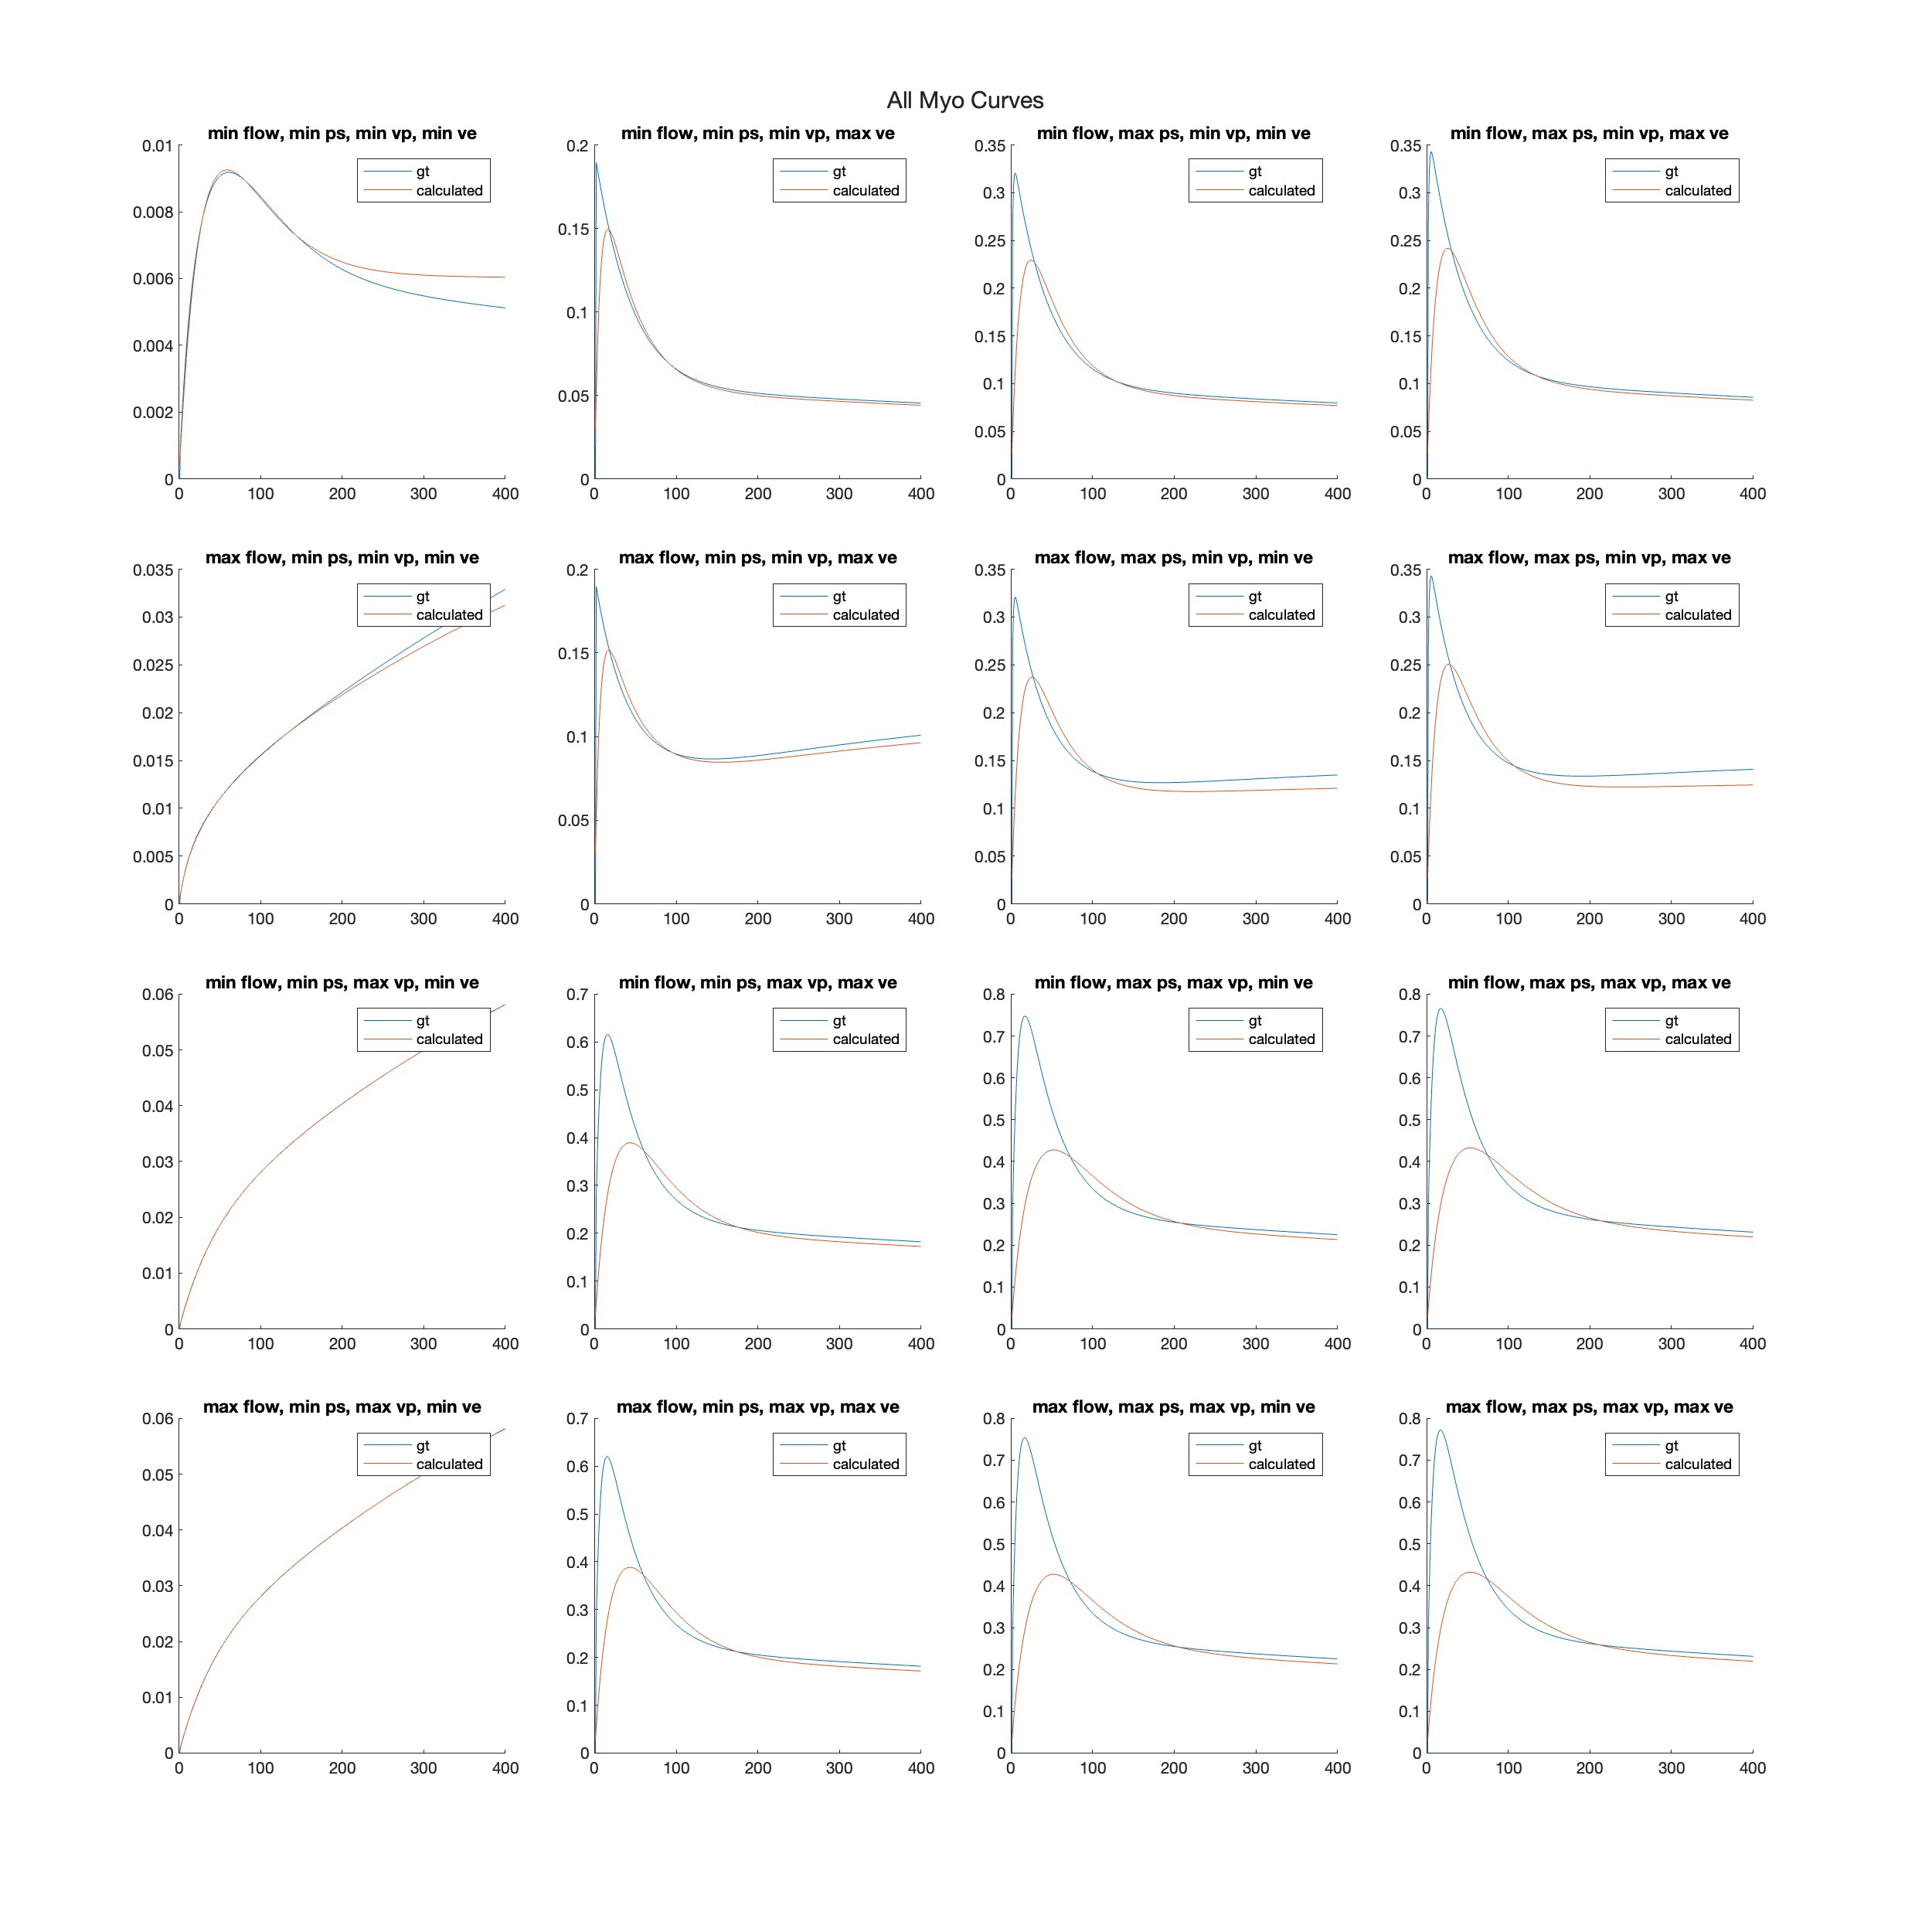 All Myo Curves
min flow, min ps, min vp, min ve
0.01
0.008
0.006
0.004
0.002
0
0 100 200 300 400
gt
calculated
min flow, min ps, min vp, max ve
0.2
0.15
0.1
0.05
0
0 100 200 300 400
gt
calculated
min flow, max ps, min vp, min ve
0.35
0.3
0.25
0.2
0.15
0.1
0.05
0
0 100 200 300 400
gt
calculated
min flow, max ps, min vp, max ve
0.35
0.3
0.25
0.2
0.15
0.1
0.05
0
0 100 200 300 400
gt
calculated
max flow, min ps, min vp, min ve
0.035
0.03
0.025
0.02
0.015
0.01
0.005
0
0 100 200 300 400
gt
calculated
max flow, min ps, min vp, max ve
0.2
0.15
0.1
0.05
0
0 100 200 300 400
gt
calculated
max flow, max ps, min vp, min ve
0.35
0.3
0.25
0.2
0.15
0.1
0.05
0
0 100 200 300 400
gt
calculated
max flow, max ps, min vp, max ve
0.35
0.3
0.25
0.2
0.15
0.1
0.05
0
0 100 200 300 400
gt
calculated
min flow, min ps, max vp, min ve
0.06
0.05
0.04
0.03
0.02
0.01
0
0 100 200 300 400
gt
calculated
min flow, min ps, max vp, max ve
0.7
0.6
0.5
0.4
0.3
0.2
0.1
0
0 100 200 300 400
gt
calculated
min flow, max ps, max vp, min ve
0.8
0.7
0.6
0.5
0.4
0.3
0.2
0.1
0
0 100 200 300 400
gt
calculated
min flow, max ps, max vp, max ve
0.8
0.7
0.6
0.5
0.4
0.3
0.2
0.1
0
0 100 200 300 400
gt
calculated
max flow, min ps, max vp, min ve
0.06
0.05
0.04
0.03
0.02
0.01
0
0 100 200 300 400
gt
calculated
max flow, min ps, max vp, max ve
0.7
0.6
0.5
0.4
0.3
0.2
0.1
0
0 100 200 300 400
gt
calculated
max flow, max ps, max vp, min ve
0.8
0.7
0.6
0.5
0.4
0.3
0.2
0.1
0
0 100 200 300 400
gt
calculated
max flow, max ps, max vp, max ve
0.8
0.7
0.6
0.5
0.4
0.3
0.2
0.1
0
0 100 200 300 400
gt
calculated